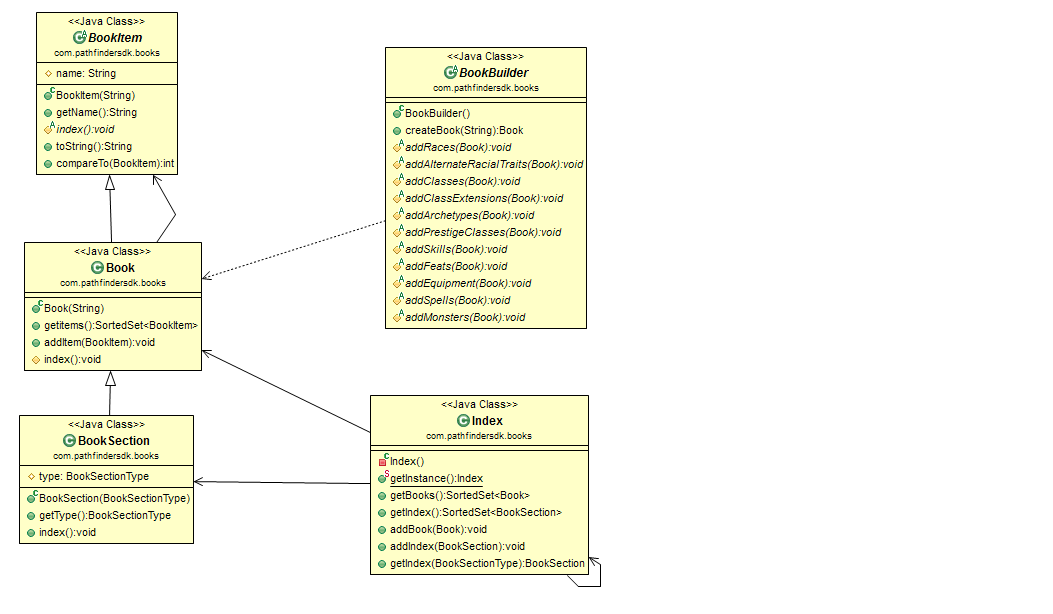 <<Java Class>>
BookItem
com.pathfindersdk.books
name: String
BookItem(String)
getName():String
index():void
toString():String
compareTo(BookItem):int
<<Java Class>>
BookBuilder
com.pathfindersdk.books
BookBuilder()
createBook(String):Book
addRaces(Book):void
addAlternateRacialTraits(Book):void
addClasses(Book):void
addClassExtensions(Book):void
addArchetypes(Book):void
addPrestigeClasses(Book):void
addSkills(Book):void
addFeats(Book):void
addEquipment(Book):void
addSpells(Book):void
addMonsters(Book):void
<<Java Class>>
Book
com.pathfindersdk.books
Book(String)
getItems():SortedSet<BookItem>
addItem(BookItem):void
index():void
<<Java Class>>
BookSection
com.pathfindersdk.books
type: BookSectionType
BookSection(BookSectionType)
getType():BookSectionType
index():void
<<Java Class>>
Index
com.pathfindersdk.books
Index()
getInstance():Index
getBooks():SortedSet<Book>
getIndex():SortedSet<BookSection>
addBook(Book):void
addIndex(BookSection):void
getIndex(BookSectionType):BookSection